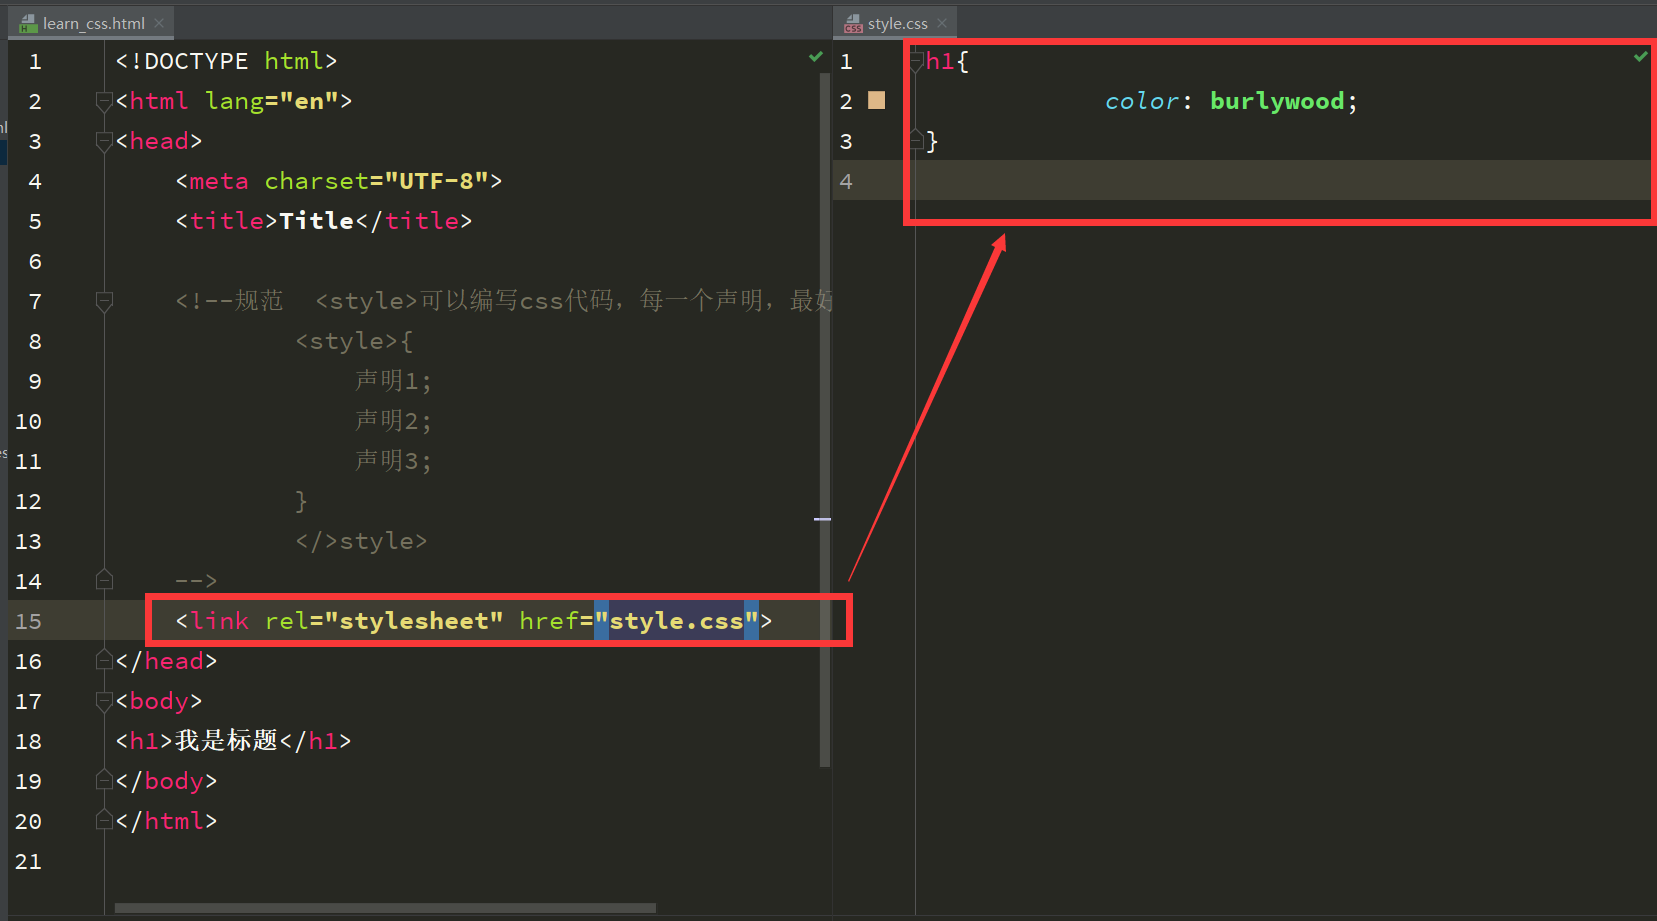 learn_css.html
1 <!DOCTYPE html>
2 <html lang="en">
3 <head>
4 <meta charset="UTF-8">
5 <title>Title</title>
6
7 <!--规范 <style>可以编写css代码，每一个声明，最好
8 <style>{
9 声明1;
10 声明2;
11 声明3;
12 }
13 </>style>
14 -->
15 <link rel="stylesheet" href="style.css">
16 </head>
17 <body>
18 <h1>我是标题</h1>
19 </body>
20 </html>
21
style.css
1 h1{
2 color: burlywood;
3 }
4